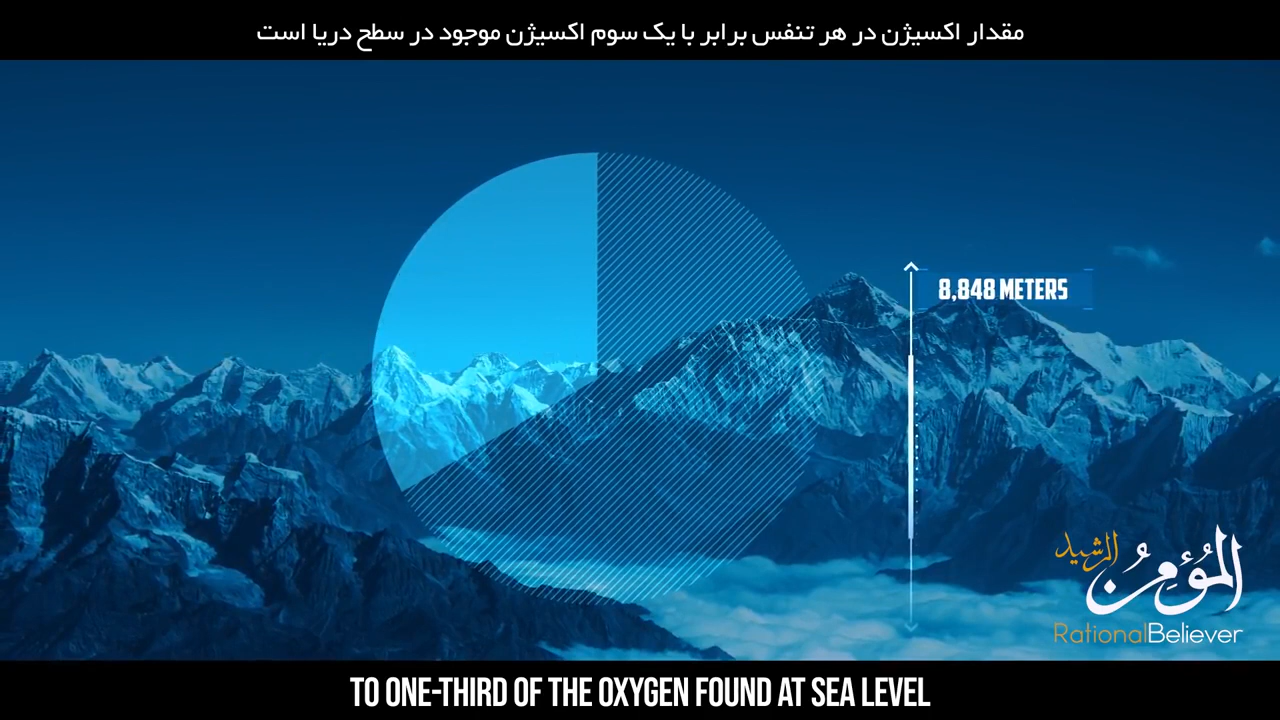 مقدار اکسیژن در هر تنفس برابر با یک سوم اکسیژن موجود در سطح دریا است
8,848 METERS
المؤمن الرشيد
RationalBeliever
TO ONE-THIRD OF THE OXYGEN FOUND AT SEA LEVEL